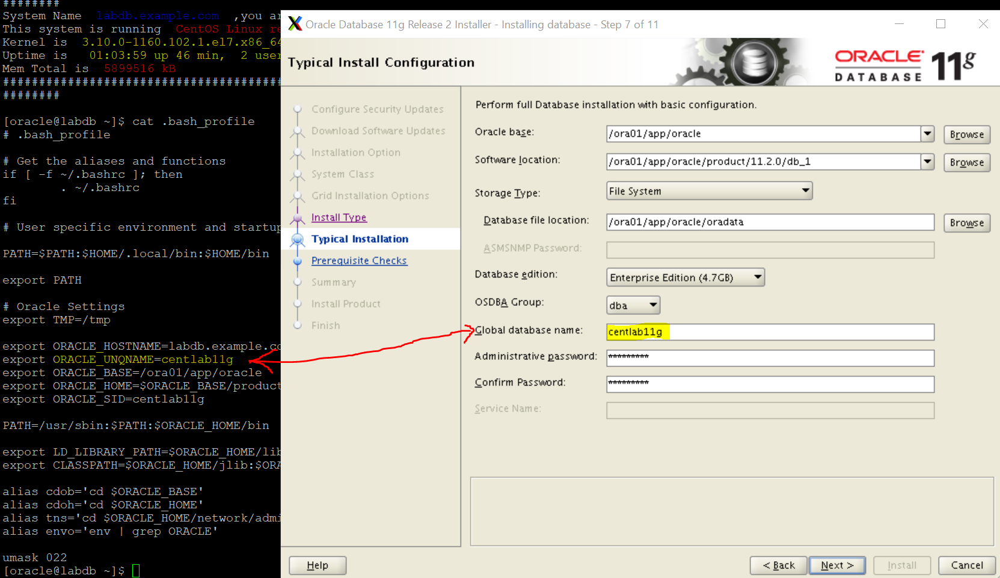 ########
System Name  labdb.example.com  ,you ar
This system is running  CentOS Linux re
Kernel is  3.10.0-1160.102.1.el7.x86_64
Uptime is   01:03:59 up 46 min,  2 user
Mem Total is  5899516 kB
#######################################
########
[oracle@labdb ~]$ cat .bash_profile
# .bash_profile
# Get the aliases and functions
if [ -f ~/.bashrc ]; then
        . ~/.bashrc
fi
# User specific environment and startup
PATH=$PATH:$HOME/.local/bin:$HOME/bin
export PATH
# Oracle Settings
export TMP=/tmp
export ORACLE_HOSTNAME=labdb.example.co
export ORACLE_UNQNAME=centlab11g
export ORACLE_BASE=/ora01/app/oracle
export ORACLE_HOME=$ORACLE_BASE/product
export ORACLE_SID=centlab11g
PATH=/usr/sbin:$PATH:$ORACLE_HOME/bin
export LD_LIBRARY_PATH=$ORACLE_HOME/lib
export CLASSPATH=$ORACLE_HOME/jlib:$ORA
alias cdob='cd $ORACLE_BASE'
alias cdoh='cd $ORACLE_HOME'
alias tns='cd $ORACLE_HOME/network/admi
alias envo='env | grep ORACLE'
umask 022
[oracle@labdb ~]$
Oracle Database 11g Release 2 Installer - Installing database - Step 7 of 11
Typical Install Configuration
ORACLE
DATABASE
11g
Configure Security Updates
Download Software Updates
Installation Option
System Class
Grid Installation Options
Install Type
Typical Installation
Prerequisite Checks
Summary
Install Product
Finish
Perform full Database installation with basic configuration.
Oracle base: /ora01/app/oracle Browse
Software location: /ora01/app/oracle/product/11.2.0/db_1 Browse
Storage Type: File System
Database file location: /ora01/app/oracle/oradata Browse
ASMSNMP Password:
Database edition: Enterprise Edition (4.7GB)
OSDBA Group: dba
Global database name: centlab11g
Administrative password: *********
Confirm Password: *********
Service Name:
Help < Back Next > Install Cancel